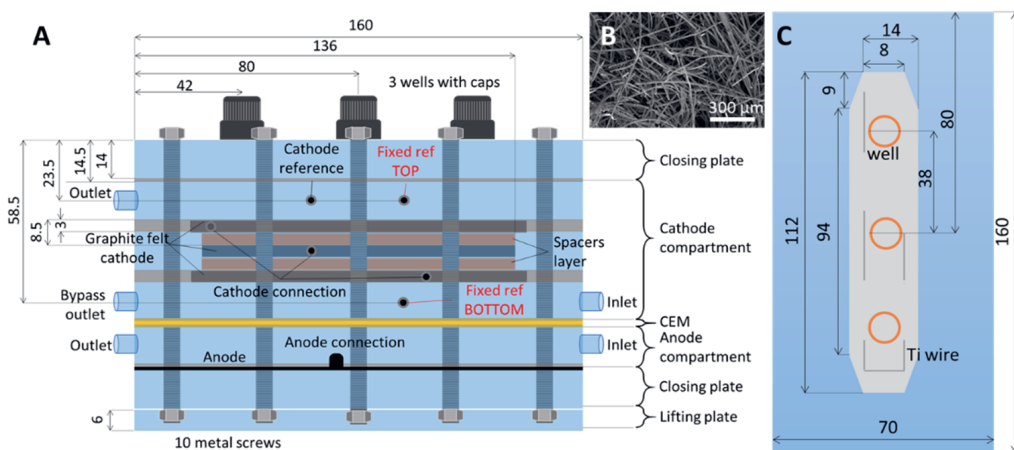 A
160
136
80
42
3 wells with caps
58.5
23.5
14.5
14
Outlet
Cathode
reference
Fixed ref
TOP
Closing plate
8.5
3
Graphite felt
cathode
Spacers
layer
Cathode
compartment
Cathode connection
Bypass
outlet
Fixed ref
BOTTOM
Inlet
CEM
Outlet
Anode connection
Inlet
Anode
compartment
Anode
Closing plate
6
Lifting plate
10 metal screws
B
300 µm
C
14
8
9
80
well
38
112
94
160
Ti wire
70